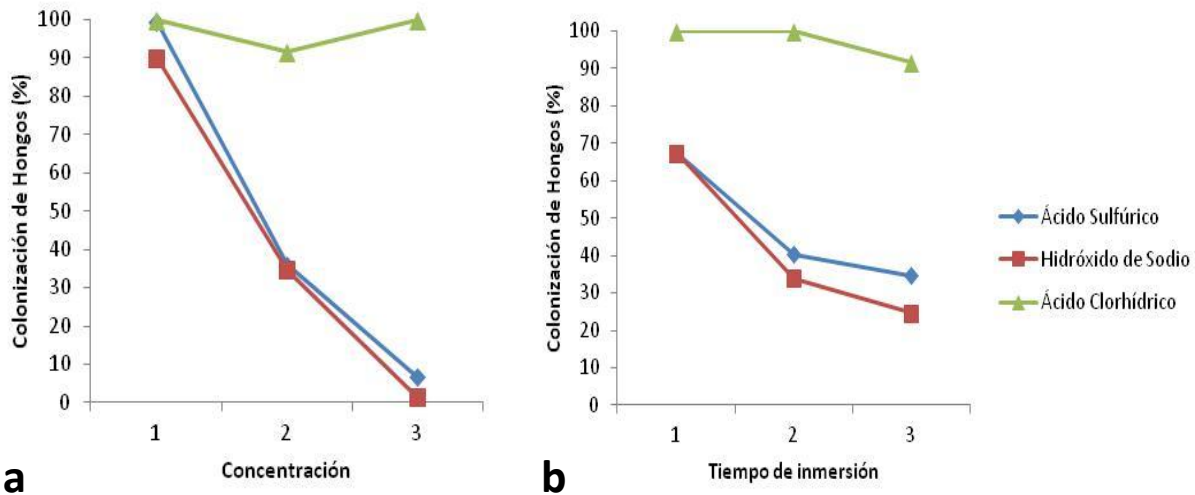 Colonización de Hongos (%)
100
90
80
70
60
50
40
30
20
10
0
1 2 3
Concentración
a
Colonización de Hongos (%)
100
90
80
70
60
50
40
30
20
10
0
1 2 3
Tiempo de inmersión
b
Ácido Sulfúrico
Hidróxido de Sodio
Ácido Clorhídrico